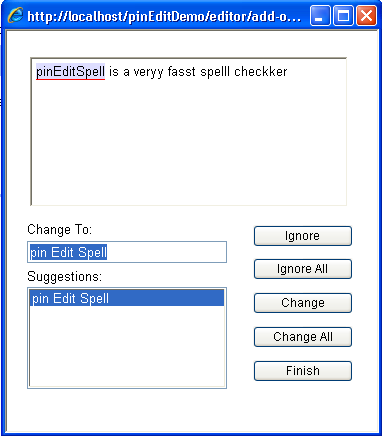 http://localhost/pinEditDemo/editor/add-o...
pinEditSpell is a veryy fasst spelll checkker
Change To:
pin Edit Spell
Suggestions:
pin Edit Spell
Ignore
Ignore All
Change
Change All
Finish